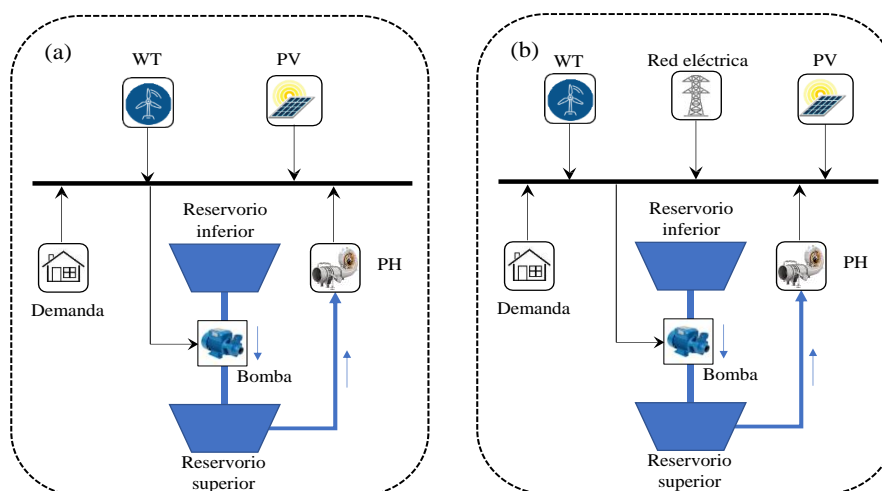 (a)
WT
PV
Reservorio
inferior
PH
Demanda
Bomba
Reservorio
superior
(b)
WT
Red eléctrica
PV
Reservorio
inferior
PH
Demanda
Bomba
Reservorio
superior